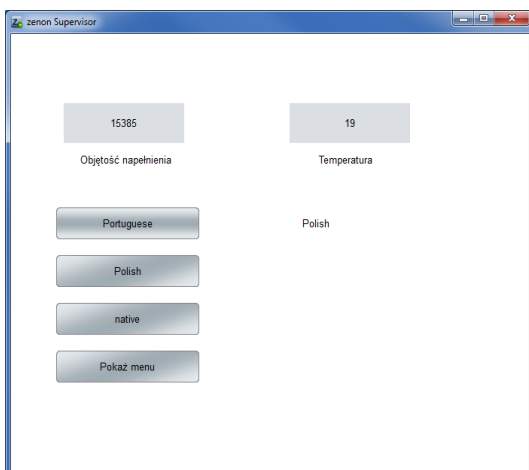 zenon Supervisor
15385
19
Objętość napełnienia
Temperatura
Portuguese
Polish
Polish
native
Pokaż menu